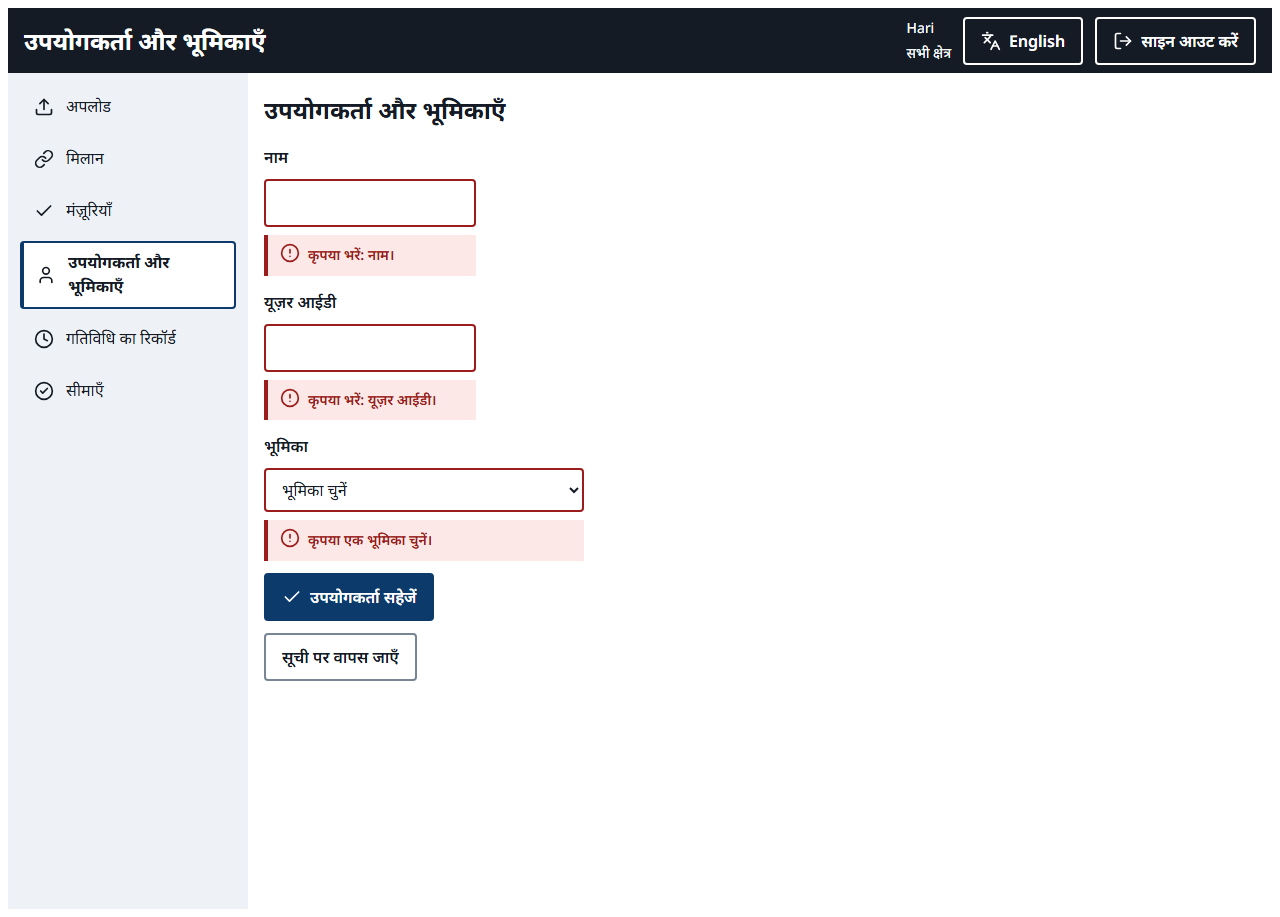 उपयोगकर्ता और भूमिकाएँ
Hari
सभी क्षेत्र
English
साइन आउट करें
अपलोड
मिलान
मंज़ूरियाँ
उपयोगकर्ता और
भूमिकाएँ
गतिविधि का रिकॉर्ड
सीमाएँ
उपयोगकर्ता और भूमिकाएँ
नाम
कृपया भरें: नाम।
यूज़र आईडी
कृपया भरें: यूज़र आईडी।
भूमिका
भूमिका चुनें
कृपया एक भूमिका चुनें।
उपयोगकर्ता सहेजें
सूची पर वापस जाएँ